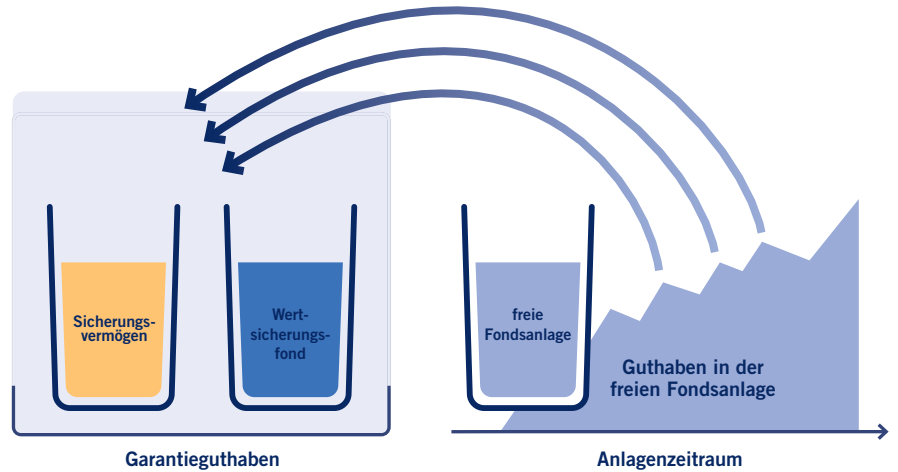 Sicherungs-
vermögen
Wert-
sicherungs-
fond
freie
Fondsanlage
Guthaben in der
freien Fondsanlage
Garantieguthaben
Anlagenzeitraum